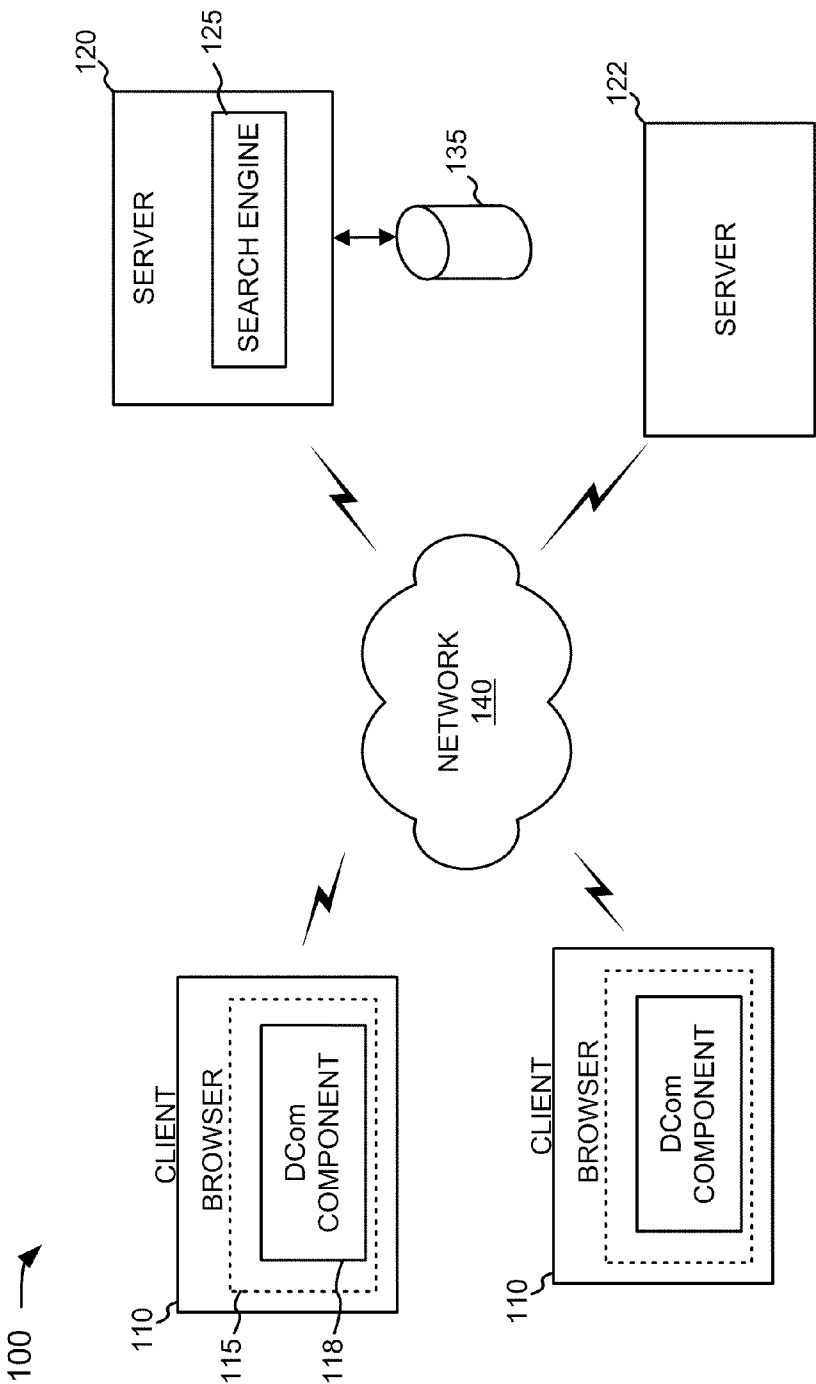 100
110
CLIENT
BROWSER
DCom
COMPONENT
115
118
110
CLIENT
BROWSER
DCom
COMPONENT
NETWORK
140
120
SERVER
125
SEARCH ENGINE
135
122
SERVER